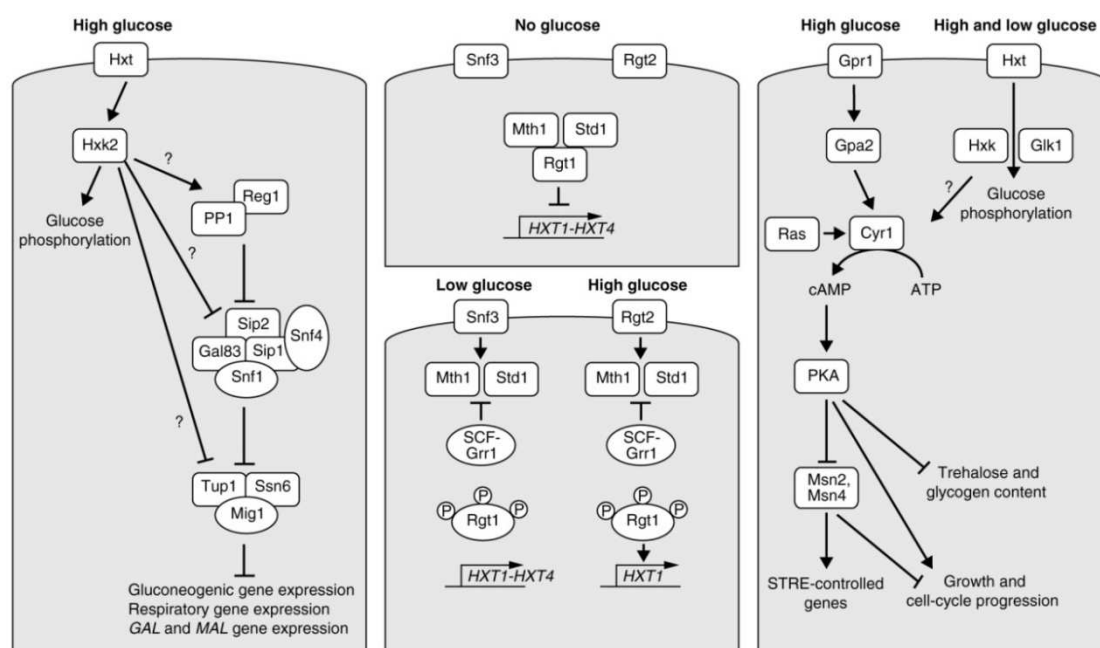 High glucose
Hxt
Hxk2
?
Reg1
PP1
Glucose
phosphorylation
?
Sip2
Snf4
Gal83
Sip1
Snf1
?
Tup1
Ssn6
Mig1
Gluconeogenic gene expression
Respiratory gene expression
GAL and MAL gene expression
No glucose
Snf3
Rgt2
Mth1
Std1
Rgt1
HXT1-HXT4
Low glucose
Snf3
Mth1
Std1
SCF-
Grr1
P
P
P
Rgt1
HXT1-HXT4
High glucose
Rgt2
Mth1
Std1
SCF-
Grr1
P
P
P
Rgt1
HXT1
High glucose
Gpr1
Gpa2
Ras
Cyr1
cAMP
ATP
PKA
Msn2,
Msn4
Trehalose and
glycogen content
STRE-controlled
genes
Growth and
cell-cycle progression
High and low glucose
Hxt
Hxk
Glk1
?
Glucose
phosphorylation